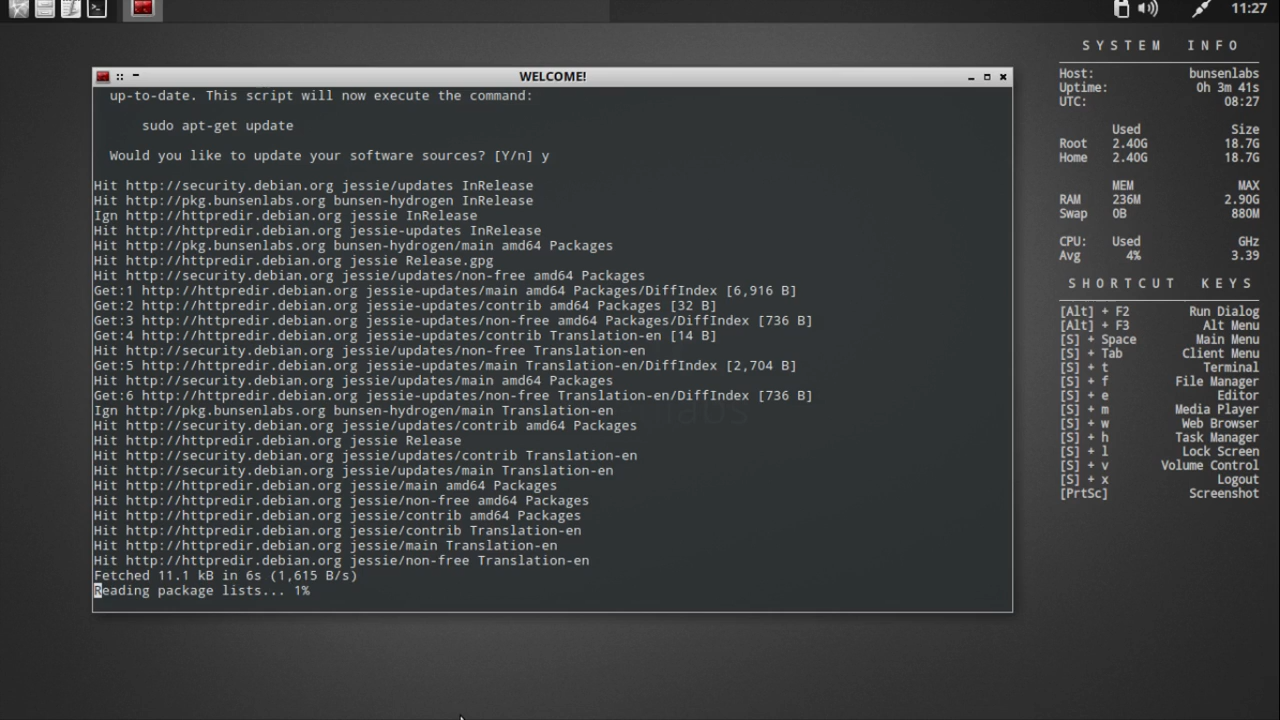 11:27
WELCOME!
up-to-date. This script will now execute the command:
sudo apt-get update
Would you like to update your software sources? [Y/n] y
Hit http://security.debian.org jessie/updates InRelease
Hit http://pkg.bunsenlabs.org bunsen-hydrogen InRelease
Ign http://httpredir.debian.org jessie InRelease
Hit http://httpredir.debian.org jessie-updates InRelease
Hit http://pkg.bunsenlabs.org bunsen-hydrogen/main amd64 Packages
Hit http://httpredir.debian.org jessie Release.gpg
Hit http://security.debian.org jessie/updates/non-free amd64 Packages
Get:1 http://httpredir.debian.org jessie-updates/main amd64 Packages/DiffIndex [6,916 B]
Get:2 http://httpredir.debian.org jessie-updates/contrib amd64 Packages [32 B]
Get:3 http://httpredir.debian.org jessie-updates/non-free amd64 Packages/DiffIndex [736 B]
Get:4 http://httpredir.debian.org jessie-updates/contrib Translation-en [14 B]
Hit http://security.debian.org jessie/updates/non-free Translation-en
Get:5 http://httpredir.debian.org jessie-updates/main Translation-en/DiffIndex [2,704 B]
Hit http://security.debian.org jessie/updates/main amd64 Packages
Get:6 http://httpredir.debian.org jessie-updates/non-free Translation-en/DiffIndex [736 B]
Ign http://pkg.bunsenlabs.org bunsen-hydrogen/main Translation-en
Hit http://security.debian.org jessie/updates/contrib amd64 Packages
Hit http://httpredir.debian.org jessie Release
Hit http://security.debian.org jessie/updates/contrib Translation-en
Hit http://security.debian.org jessie/updates/main Translation-en
Hit http://httpredir.debian.org jessie/main amd64 Packages
Hit http://httpredir.debian.org jessie/non-free amd64 Packages
Hit http://httpredir.debian.org jessie/contrib amd64 Packages
Hit http://httpredir.debian.org jessie/contrib Translation-en
Hit http://httpredir.debian.org jessie/main Translation-en
Hit http://httpredir.debian.org jessie/non-free Translation-en
Fetched 11.1 kB in 6s (1,615 B/s)
Reading package lists... 1%
SYSTEM INFO
Host: bunsenlabs
Uptime: 0h 3m 41s
UTC: 08:27
Used Size
Root 2.40G 18.7G
Home 2.40G 18.7G
MEM MAX
RAM 236M 2.90G
Swap 0B 880M
CPU: Used GHz
Avg 4% 3.39
SHORTCUT KEYS
[Alt] + F2 Run Dialog
[Alt] + F3 Alt Menu
[S] + Space Main Menu
[S] + Tab Client Menu
[S] + t Terminal
[S] + f File Manager
[S] + e Editor
[S] + m Media Player
[S] + w Web Browser
[S] + h Task Manager
[S] + l Lock Screen
[S] + v Volume Control
[S] + x Logout
[PrtSc] Screenshot